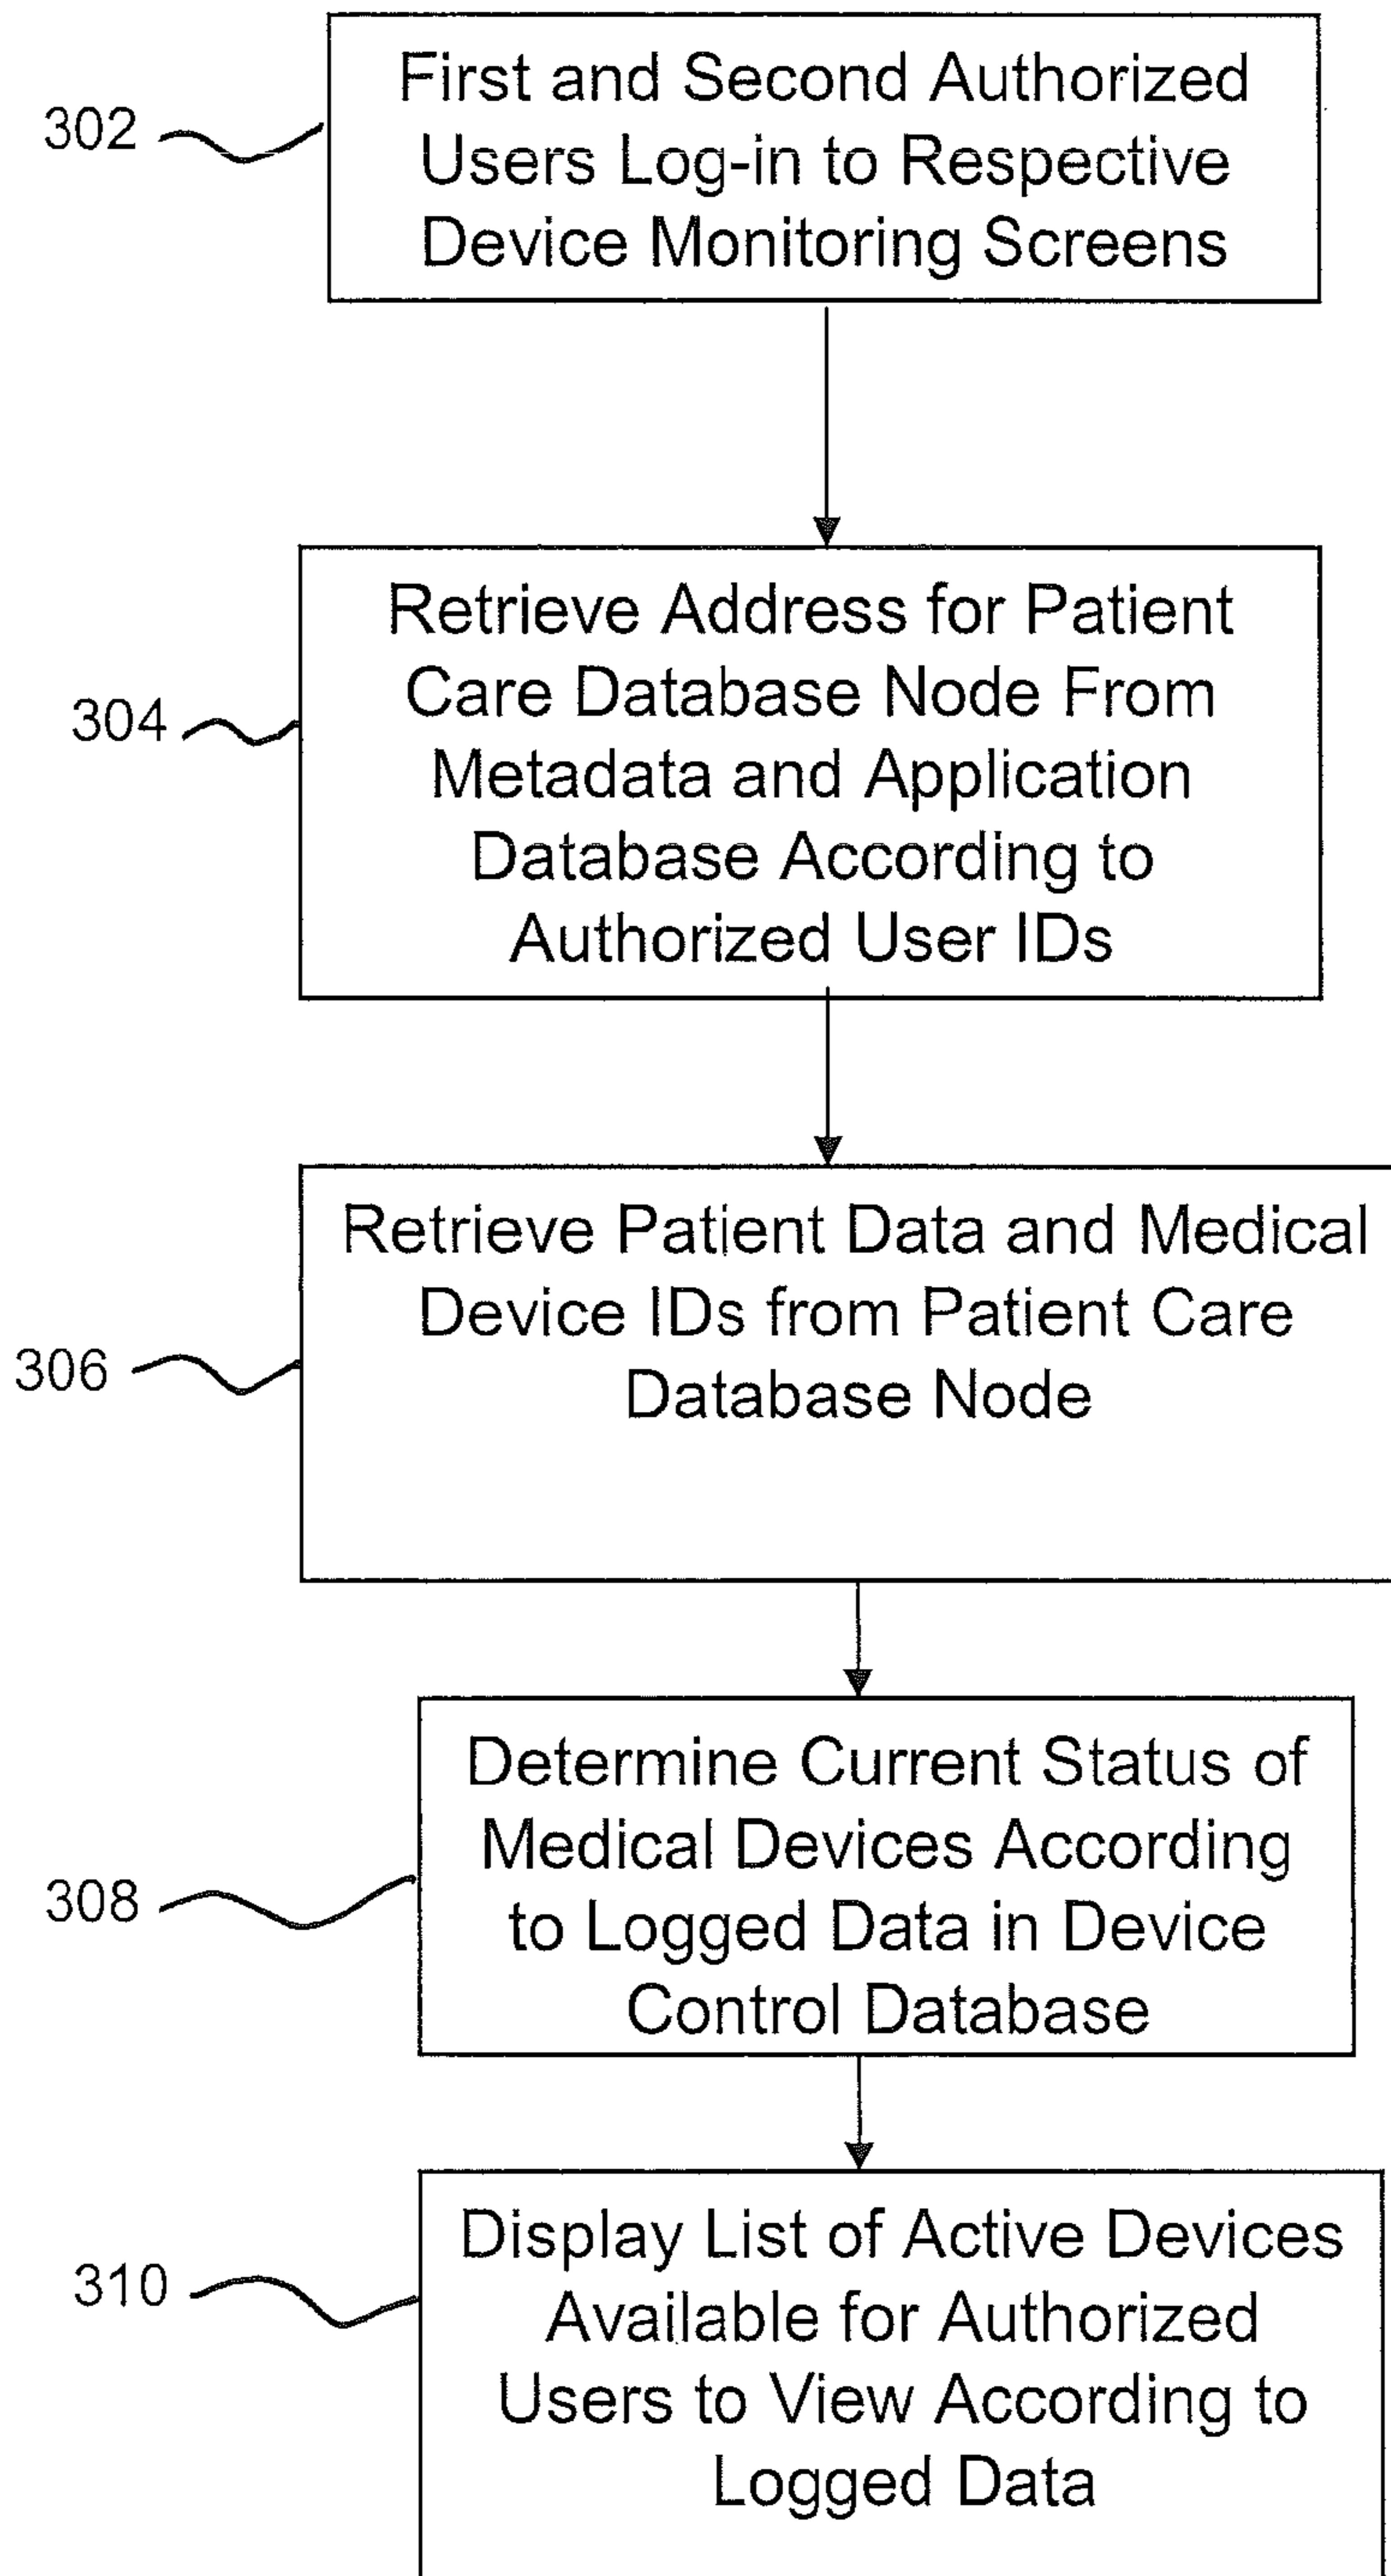 First and Second Authorized
302
Users Log-in to Respective
Device Monitoring Screens
Retrieve Address for Patient
Care Database Node From
304
Metadata and Application
Database According to
Authorized User IDs
Retrieve Patient Data and Medical
Device IDs from Patient Care
306
Database Node
Determine Current Status of
Medical Devices According
308
to Logged Data in Device
Control Database
Display List of Active Devices
310
Available for Authorized
Users to View According to
Logged Data